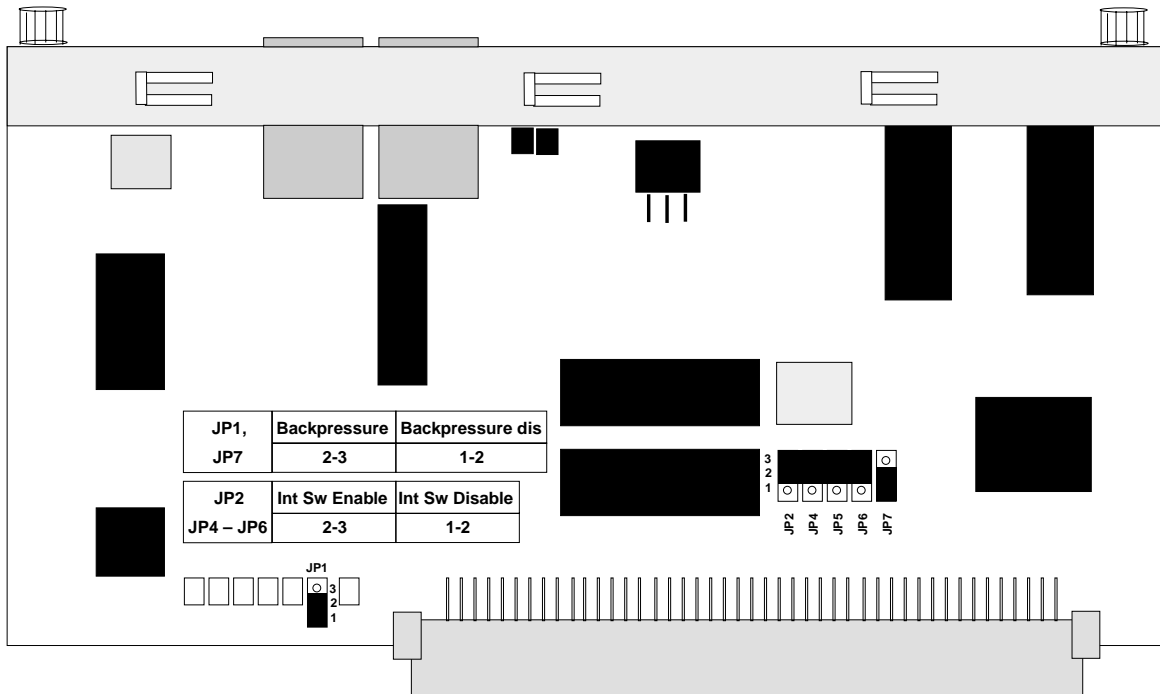 JP1, Backpressure Backpressure dis
JP7 2-3 1-2
JP2 Int Sw Enable Int Sw Disable
JP4 – JP6 2-3 1-2
3
2
1
JP2 JP4 JP5 JP6 JP7
JP1
3
2
1